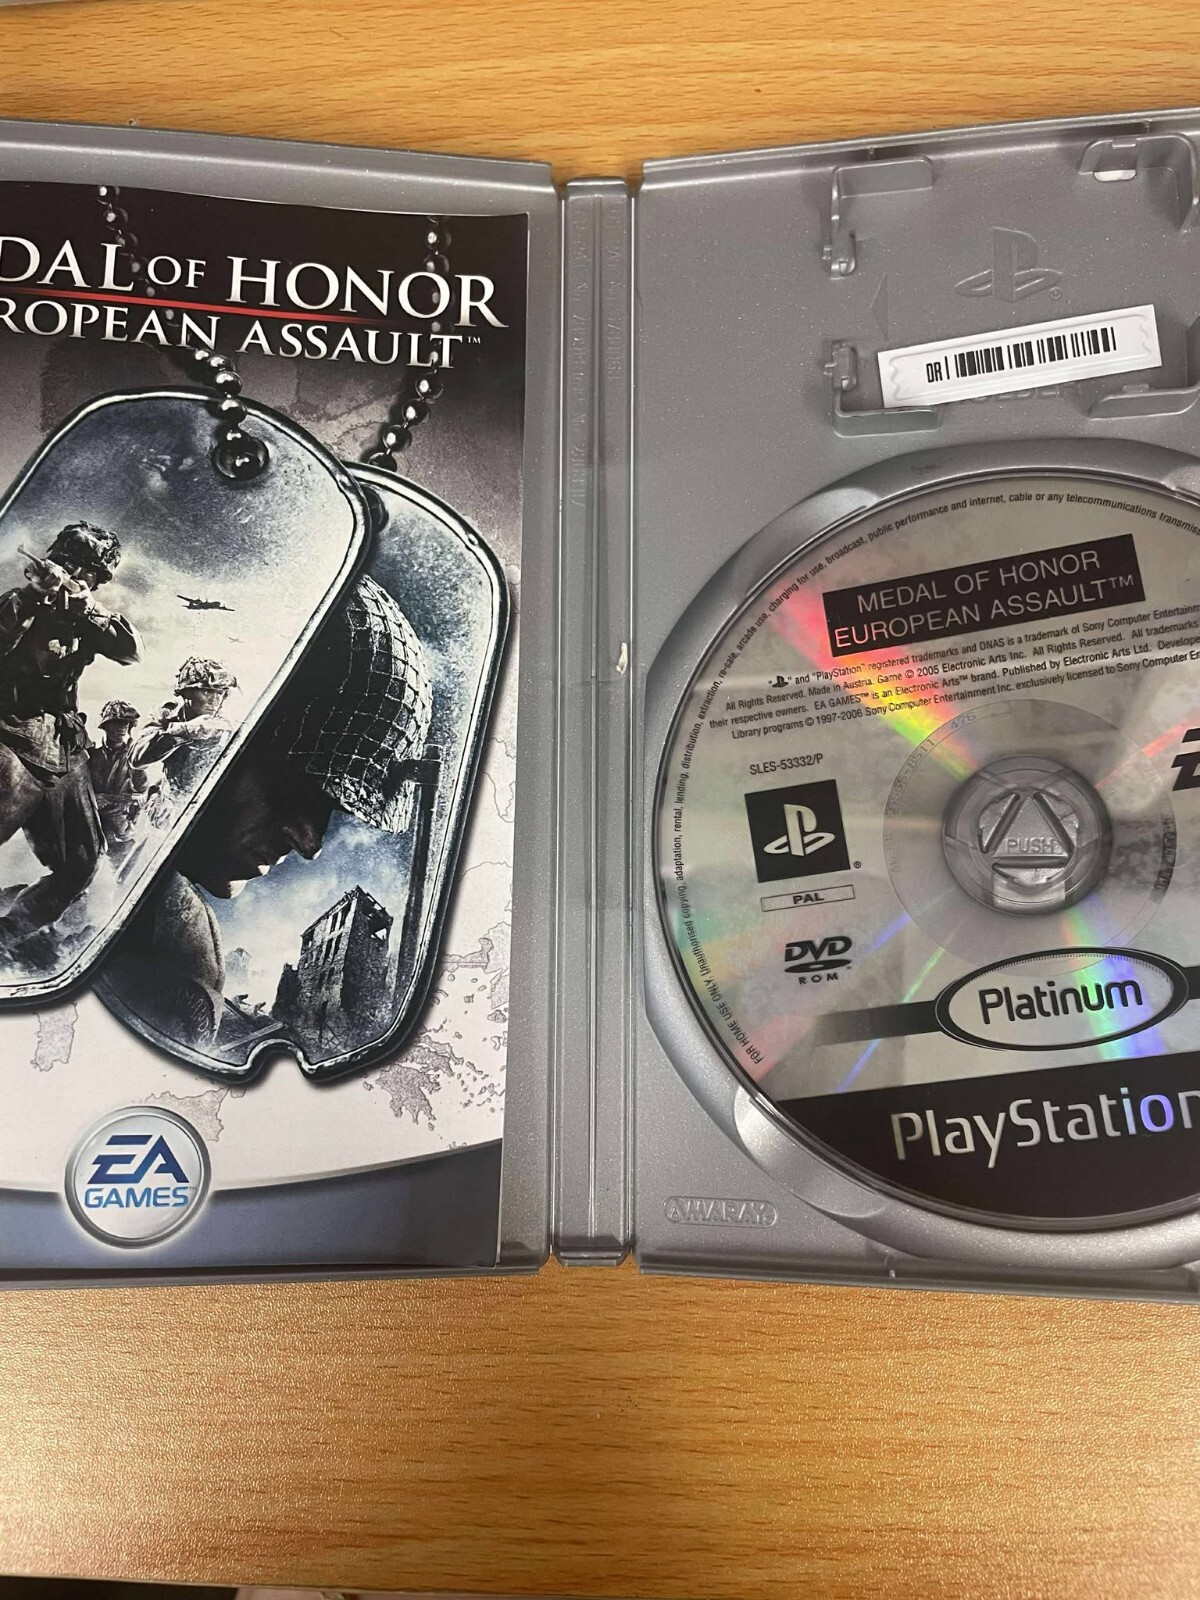 DAL OF HONOR
ROPEAN ASSAULT™
EA
GAMES™
DR
MEDAL OF HONOR
EUROPEAN ASSAULT™
"PS" and "PlayStation" registered trademarks and DNAS is a trademark of Sony Computer Entertainm
All Rights Reserved. Made in Austria. Game © 2005 Electronic Arts Inc. All Rights Reserved. All trademarks
their respective owners. EA GAMES™ is an Electronic Arts™ brand. Published by Electronic Arts Ltd. Develope
Library programs © 1997-2006 Sony Computer Entertainment Inc. exclusively licensed to Sony Computer En
FOR HOME USE ONLY. Unauthorised copying, adaptation, rental, lending, distribution, extraction, re-sale, arcade use, charging for use, broadcast, public performance and internet, cable or any telecommunications transmiss
SLES-53332/P
PAL
DVD
ROM
PUSH
Platinum
PlayStation
AMARAY